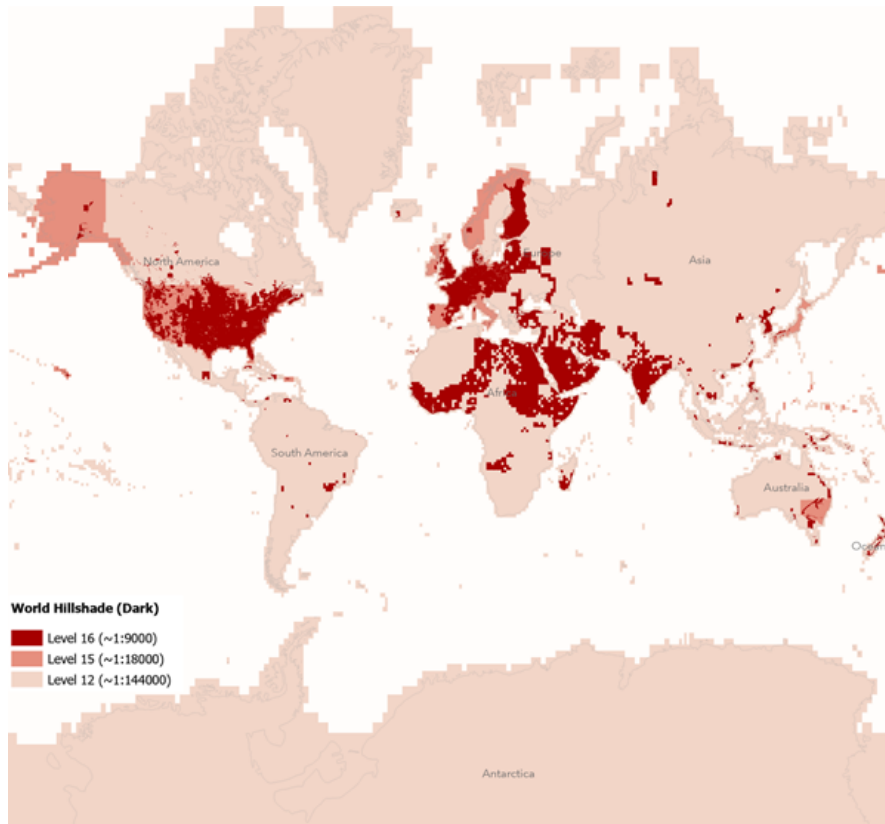 North America
Europe
Asia
Africa
South America
Australia
Ocean
World Hillshade (Dark)
Level 16 (~1:9000)
Level 15 (~1:18000)
Level 12 (~1:144000)
Antarctica